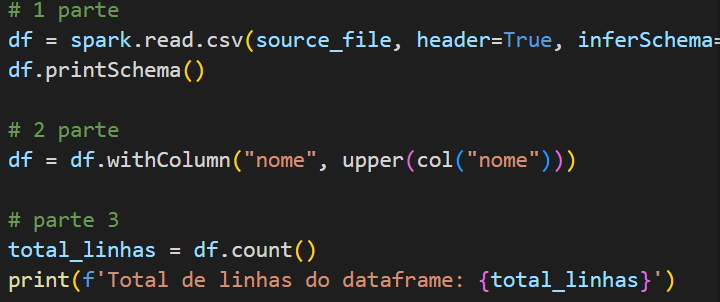 # 1 parte
df = spark.read.csv(source_file, header=True, inferSchema=
df.printSchema()
# 2 parte
df = df.withColumn("nome", upper(col("nome")))
# parte 3
total_linhas = df.count()
print(f'Total de linhas do dataframe: {total_linhas}')